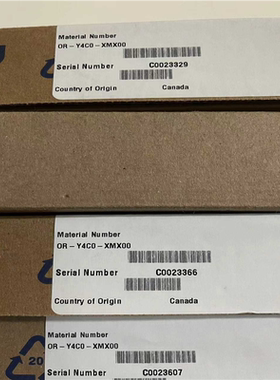 Material Number
OR-Y4C0-XMX00
Serial Number C0023329
Country of Origin Canada
Material Number
OR-Y4C0-XMX00
Serial Number C0023366
Country of Origin Canada
Material Number
OR-Y4C0-XMX00
Serial Number C0023607
20